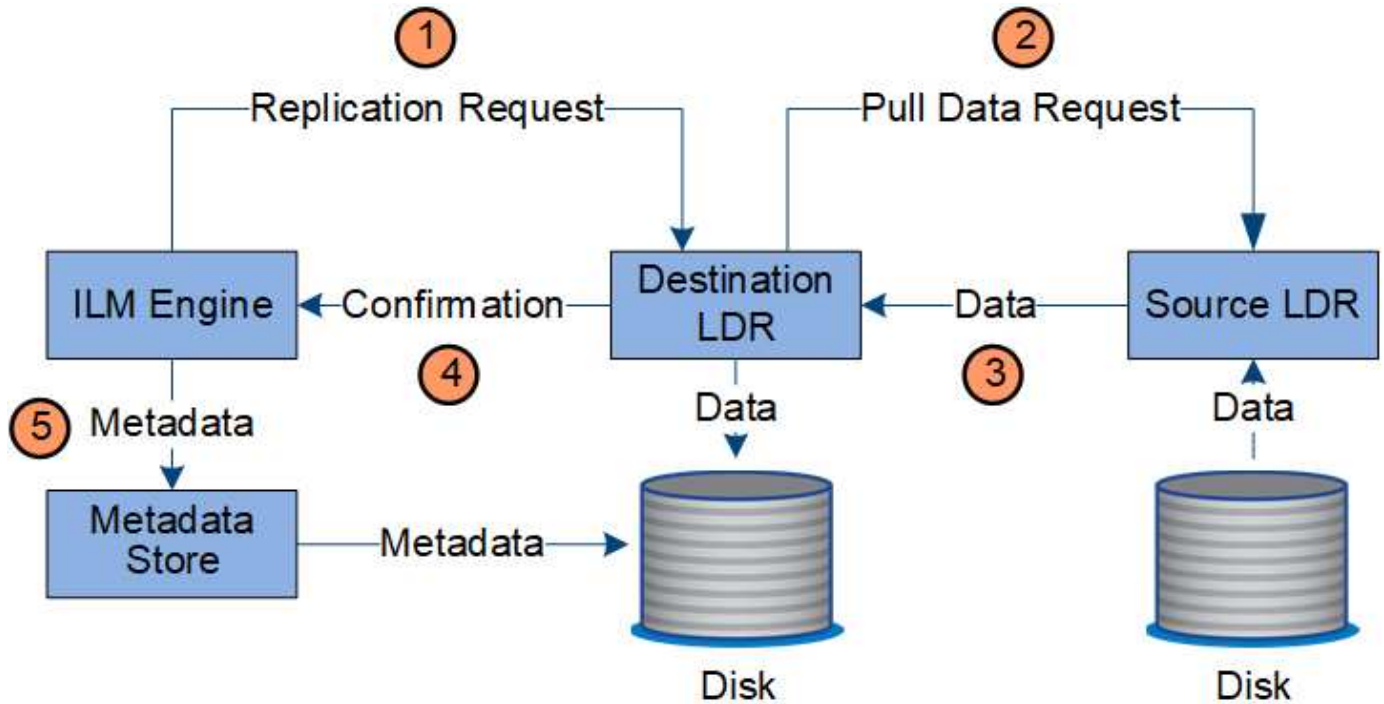 1
2
Replication Request
Pull Data Request
ILM Engine
Confirmation
Destination
LDR
Data
Source LDR
4
3
5
Metadata
Data
Data
Metadata
Store
Metadata
Disk
Disk